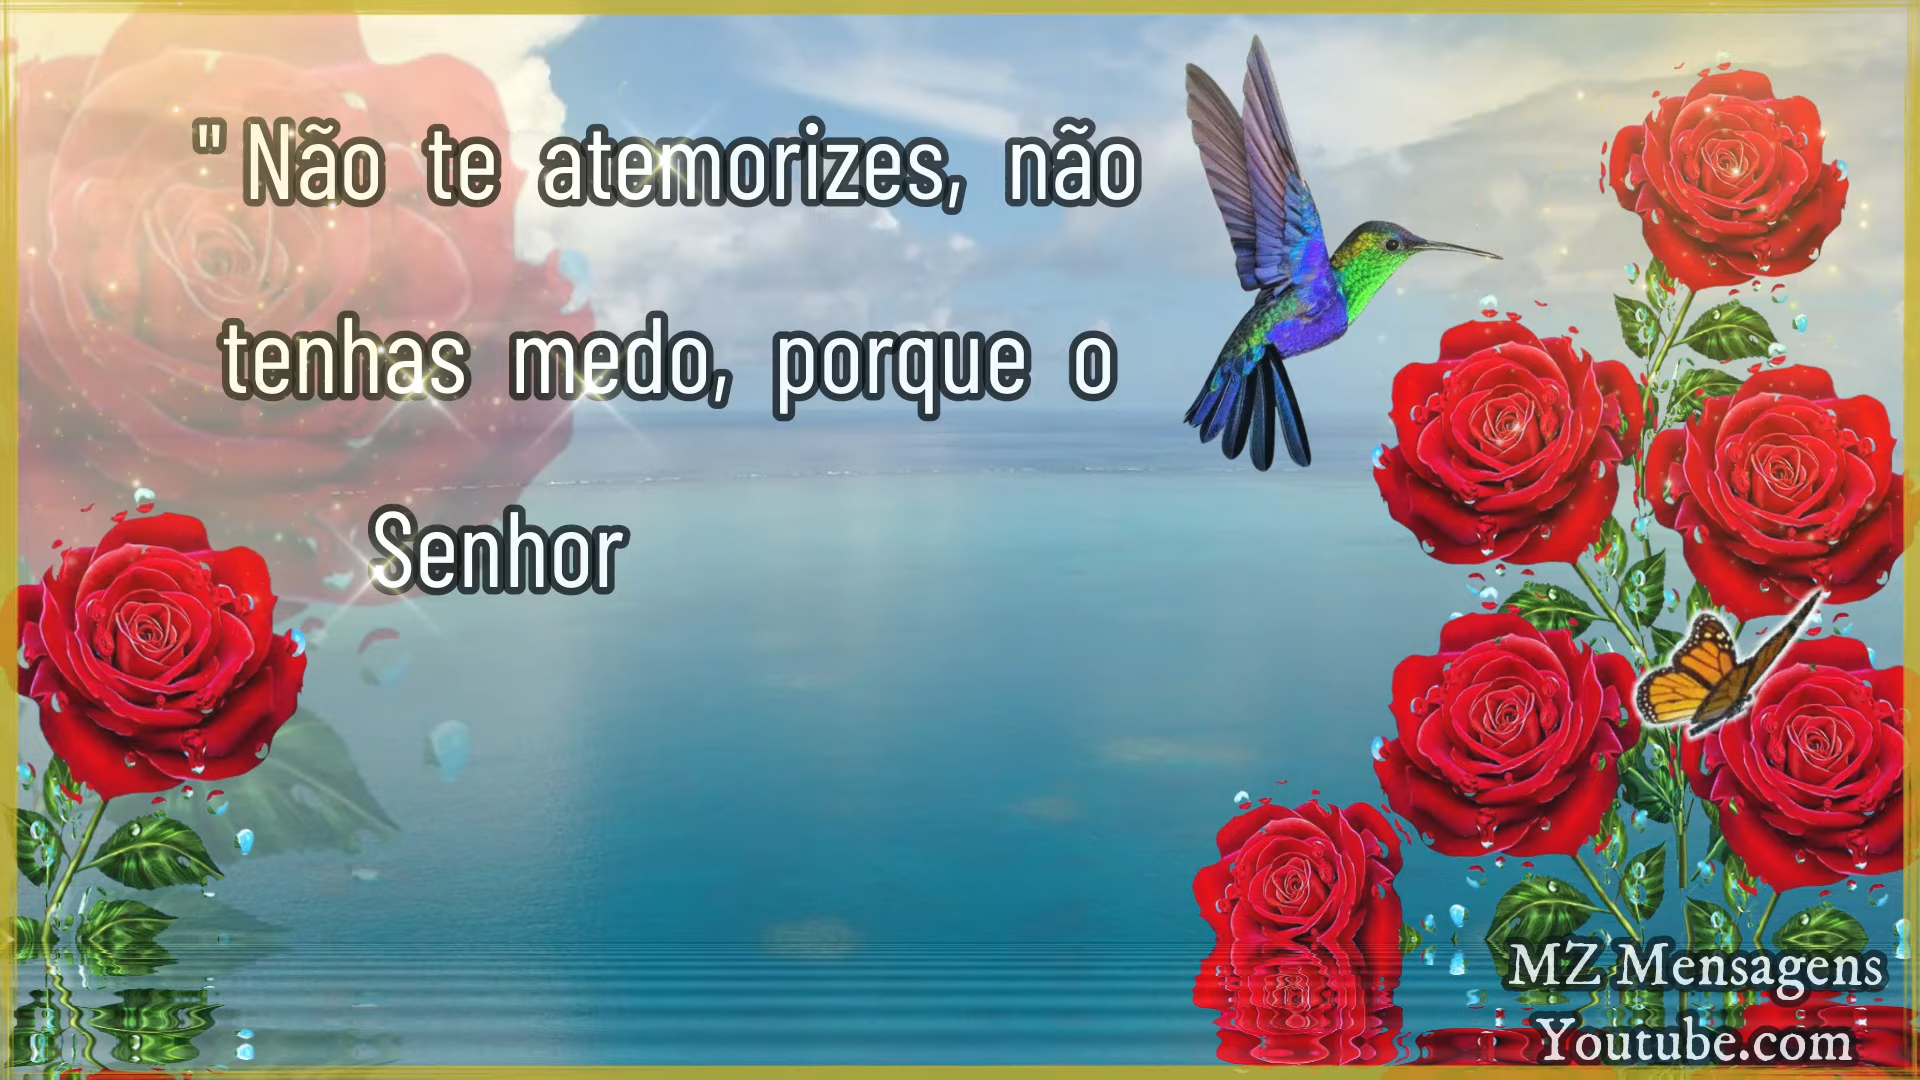 " Não te atemorizes, não
tenhas medo, porque o
Senhor
MZ Mensagens
Youtube.com